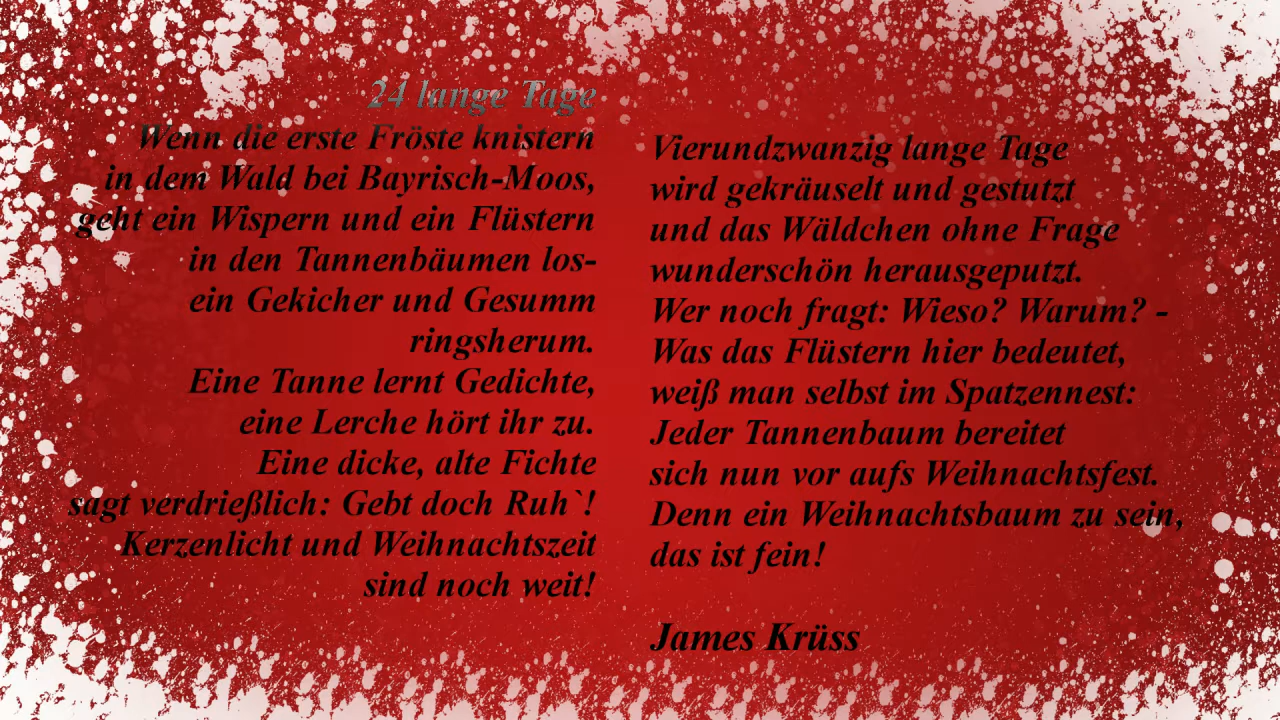 24 lange Tage
Wenn die erste Fröste knistern
in dem Wald bei Bayrisch-Moos,
geht ein Wispern und ein Flüstern
in den Tannenbäumen los-
ein Gekicher und Gesumm
ringsherum.
Eine Tanne lernt Gedichte,
eine Lerche hört ihr zu.
Eine dicke, alte Fichte
sagt verdrießlich: Gebt doch Ruh`!
Kerzenlicht und Weihnachtszeit
sind noch weit!
Vierundzwanzig lange Tage
wird gekräuselt und gestutzt
und das Wäldchen ohne Frage
wunderschön herausgeputzt.
Wer noch fragt: Wieso? Warum? -
Was das Flüstern hier bedeutet,
weiß man selbst im Spatzennest:
Jeder Tannenbaum bereitet
sich nun vor aufs Weihnachtsfest.
Denn ein Weihnachtsbaum zu sein,
das ist fein!
James Krüss